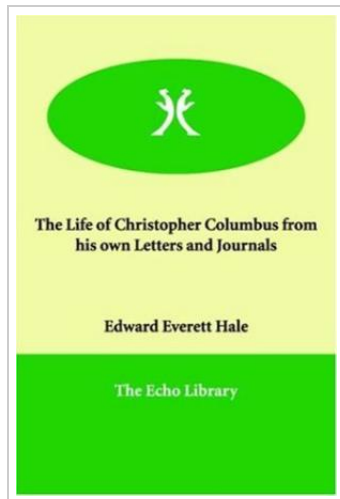 The Life of Christopher Columbus from
his own Letters and Journals
Edward Everett Hale
The Echo Library